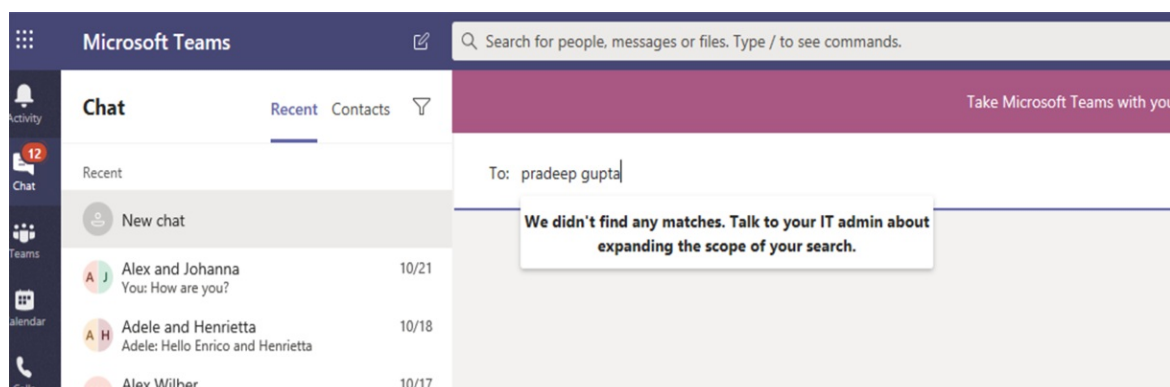 Microsoft Teams
Search for people, messages or files. Type / to see commands.
Activity
Chat
Recent Contacts
Take Microsoft Teams with you
12
Chat
Recent
To: pradeep gupta
New chat
We didn't find any matches. Talk to your IT admin about
expanding the scope of your search.
Teams
A J
Alex and Johanna 10/21
You: How are you?
alendar
A H
Adele and Henrietta 10/18
Adele: Hello Enrico and Henrietta
Alex Wilber 10/17